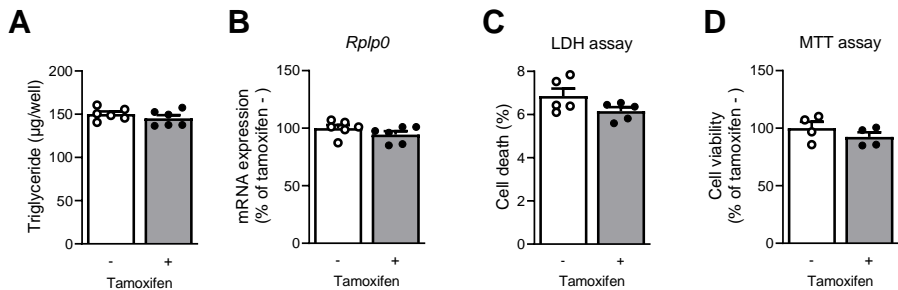 A
Triglyceride (µg/well)
200
150
100
50
0
- +
Tamoxifen
B
Rplp0
mRNA expression
(% of tamoxifen - )
150
100
50
0
- +
Tamoxifen
C
LDH assay
Cell death (%)
8
6
4
2
0
- +
Tamoxifen
D
MTT assay
Cell viability
(% of tamoxifen - )
150
100
50
0
- +
Tamoxifen